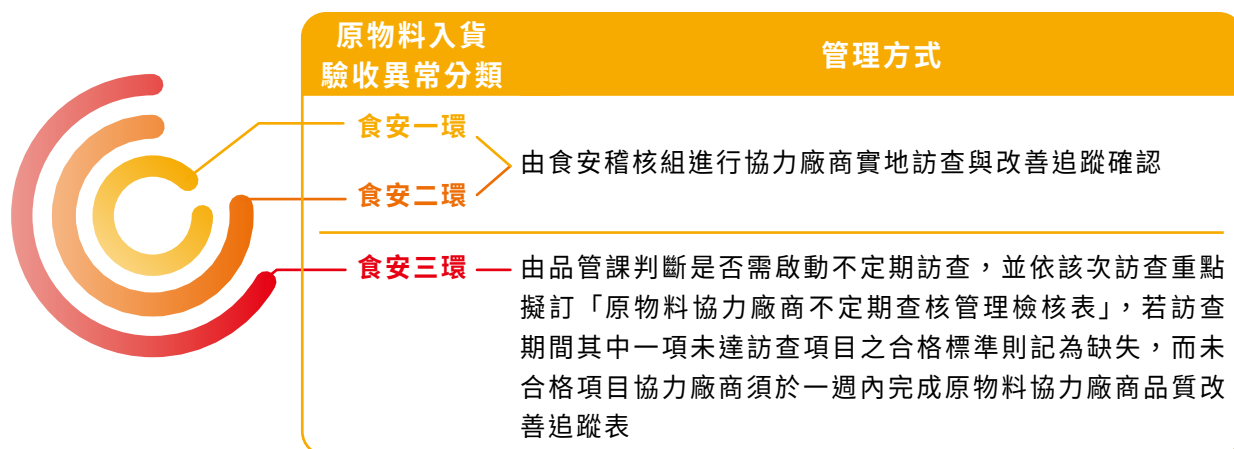 原物料入貨
驗收異常分類
管理方式
食安一環
食安二環
由食安稽核組進行協力廠商實地訪查與改善追蹤確認
食安三環
由品管課判斷是否需啟動不定期訪查，並依該次訪查重點
擬訂「原物料協力廠商不定期查核管理檢核表」，若訪查
期間其中一項未達訪查項目之合格標準則記為缺失，而未
合格項目協力廠商須於一週內完成原物料協力廠商品質改
善追蹤表